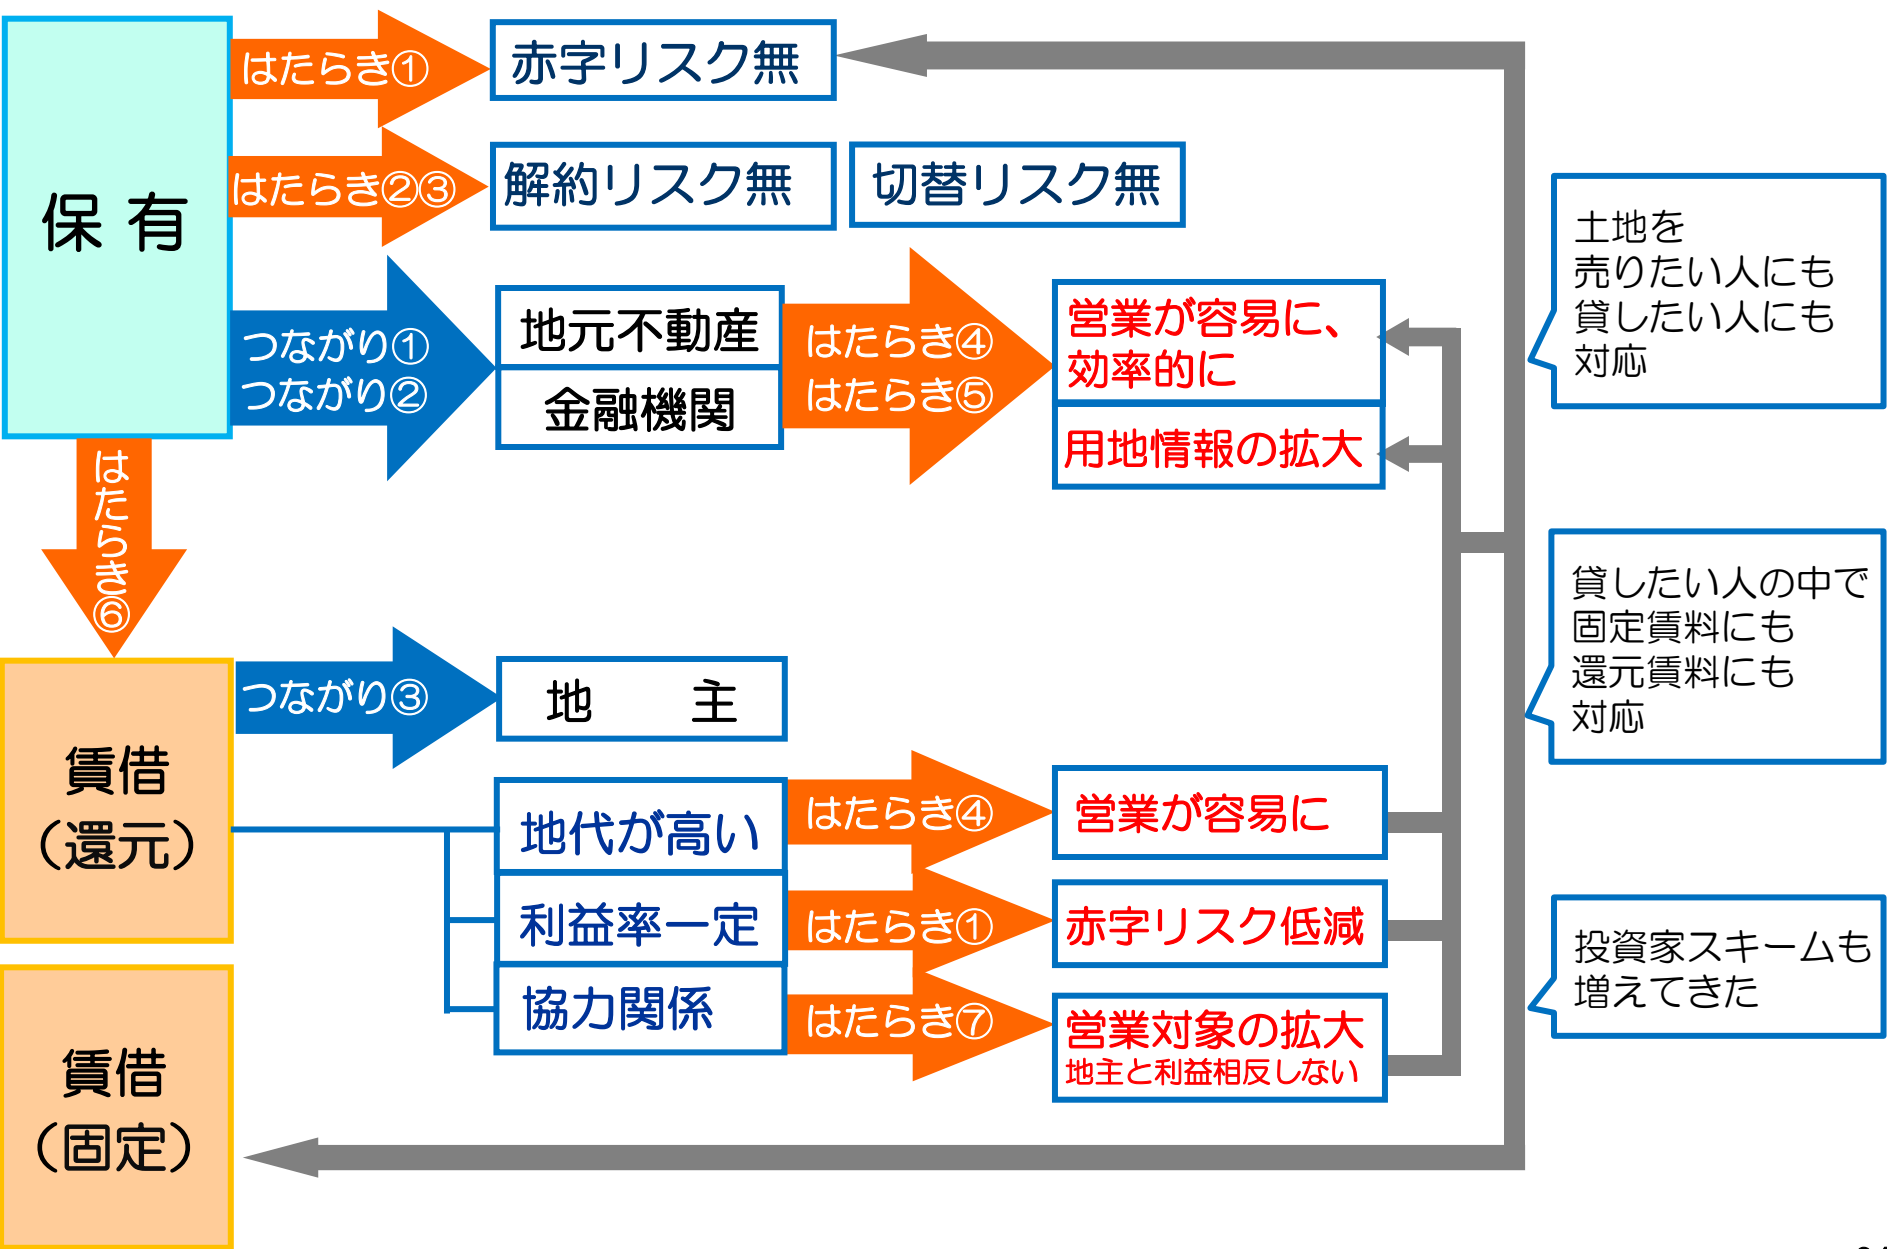 保 有
はたらき①
赤字リスク無
はたらき②③
解約リスク無
切替リスク無
つながり①
つながり②
地元不動産
金融機関
はたらき④
はたらき⑤
営業が容易に、
効率的に
用地情報の拡大
はたらき⑥
賃借
（還元）
つながり③
地　　主
地代が高い
利益率一定
協力関係
はたらき④
はたらき①
はたらき⑦
営業が容易に
赤字リスク低減
営業対象の拡大
地主と利益相反しない
賃借
（固定）
土地を
売りたい人にも
貸したい人にも
対応
貸したい人の中で
固定賃料にも
還元賃料にも
対応
投資家スキームも
増えてきた